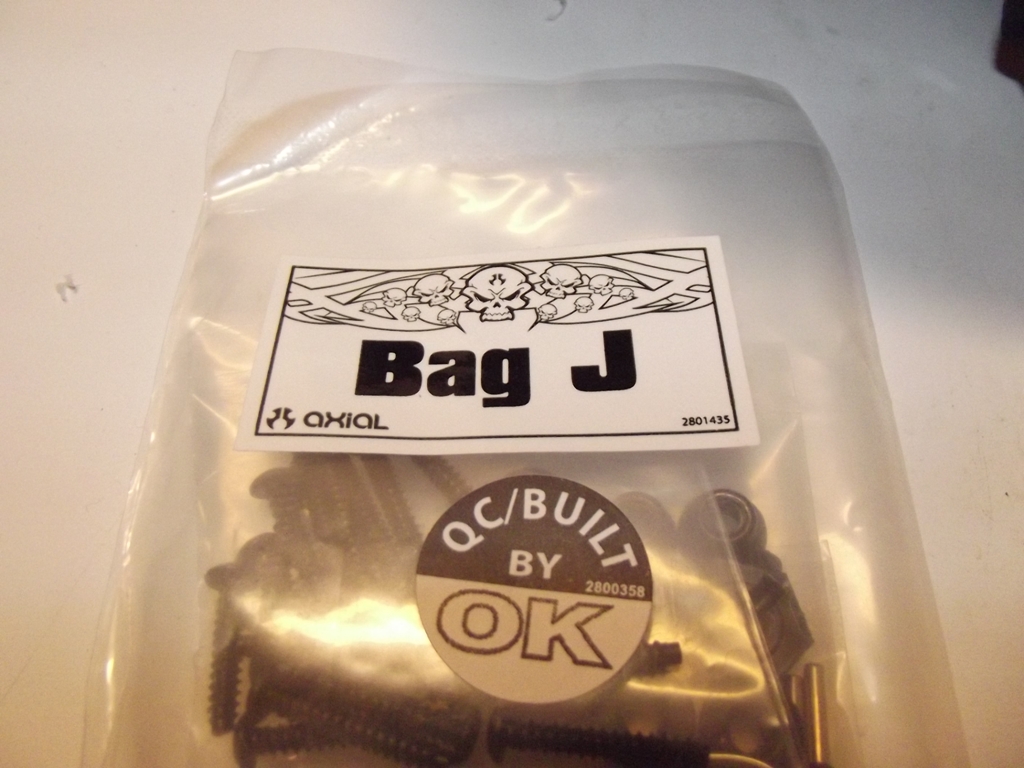 Bag J
AXIAL
2801435
QC/BUILT
BY
2800358
OK